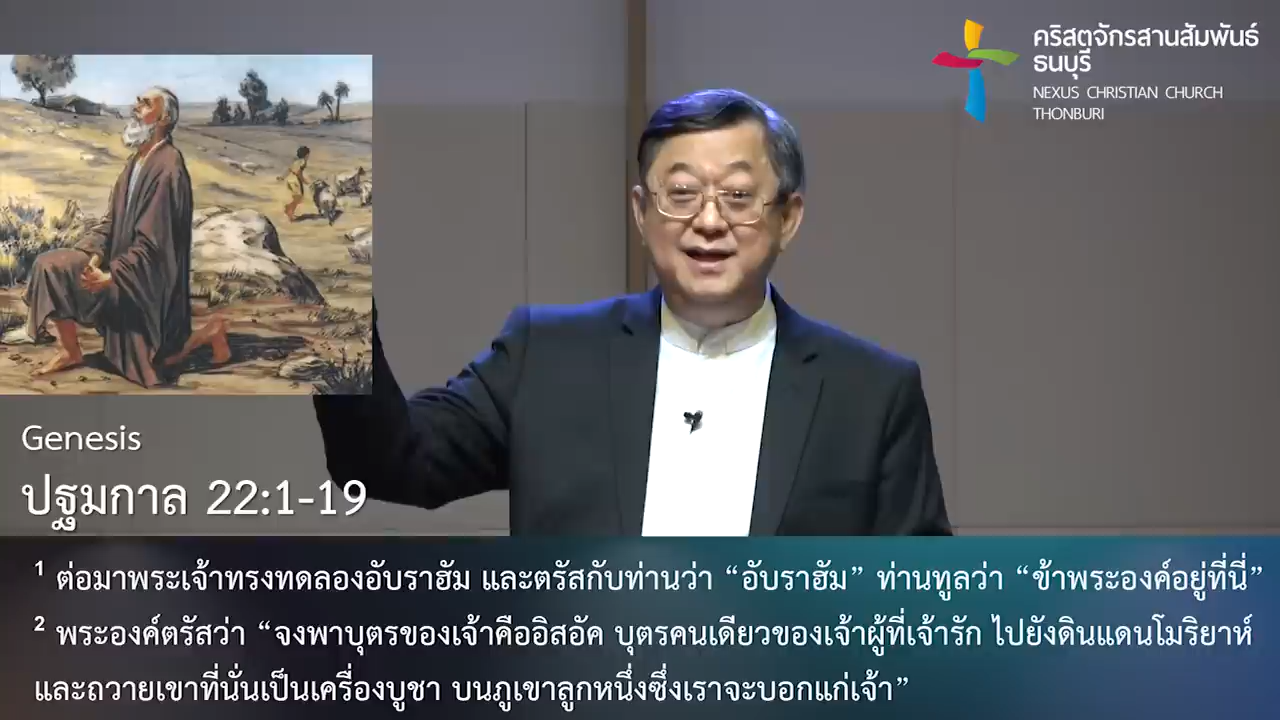 คริสตจักรสานสัมพันธ์
ธนบุรี
NEXUS CHRISTIAN CHURCH
THONBURI
Genesis
ปฐมกาล 22:1-19
¹ ต่อมาพระเจ้าทรงทดลองอับราฮัม และตรัสกับท่านว่า “อับราฮัม” ท่านทูลว่า “ข้าพระองค์อยู่ที่นี่”
² พระองค์ตรัสว่า “จงพาบุตรของเจ้าคืออิสอัค บุตรคนเดียวของเจ้าผู้ที่เจ้ารัก ไปยังดินแดนโมริยาห์
และถวายเขาที่นั่นเป็นเครื่องบูชา บนภูเขาลูกหนึ่งซึ่งเราจะบอกแก่เจ้า”